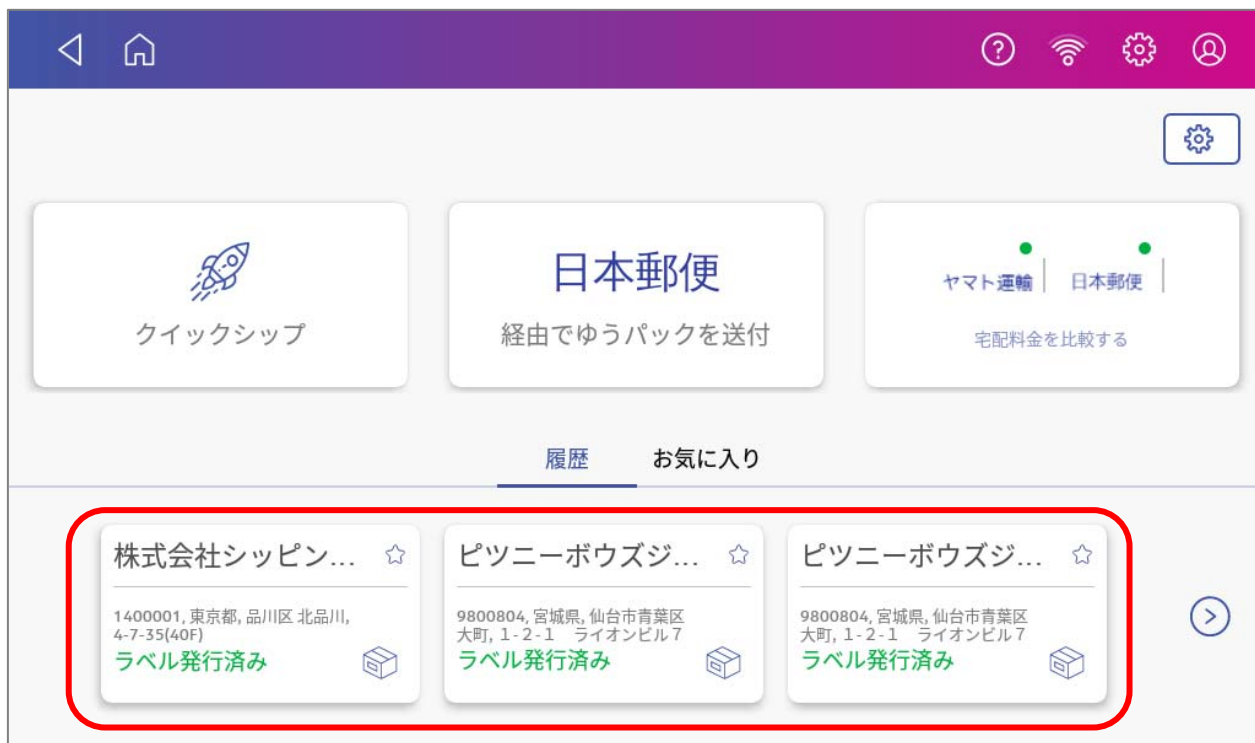 クイックシップ
日本郵便
経由でゆうパックを送付
ヤマト運輸
日本郵便
宅配料金を比較する
履歴
お気に入り
株式会社シッピン...
1400001, 東京都, 品川区 北品川,
4-7-35(40F)
ラベル発行済み
ピツニーボウズジ...
9800804, 宮城県, 仙台市青葉区
大町, 1-2-1　ライオンビル７
ラベル発行済み
ピツニーボウズジ...
9800804, 宮城県, 仙台市青葉区
大町, 1-2-1　ライオンビル７
ラベル発行済み